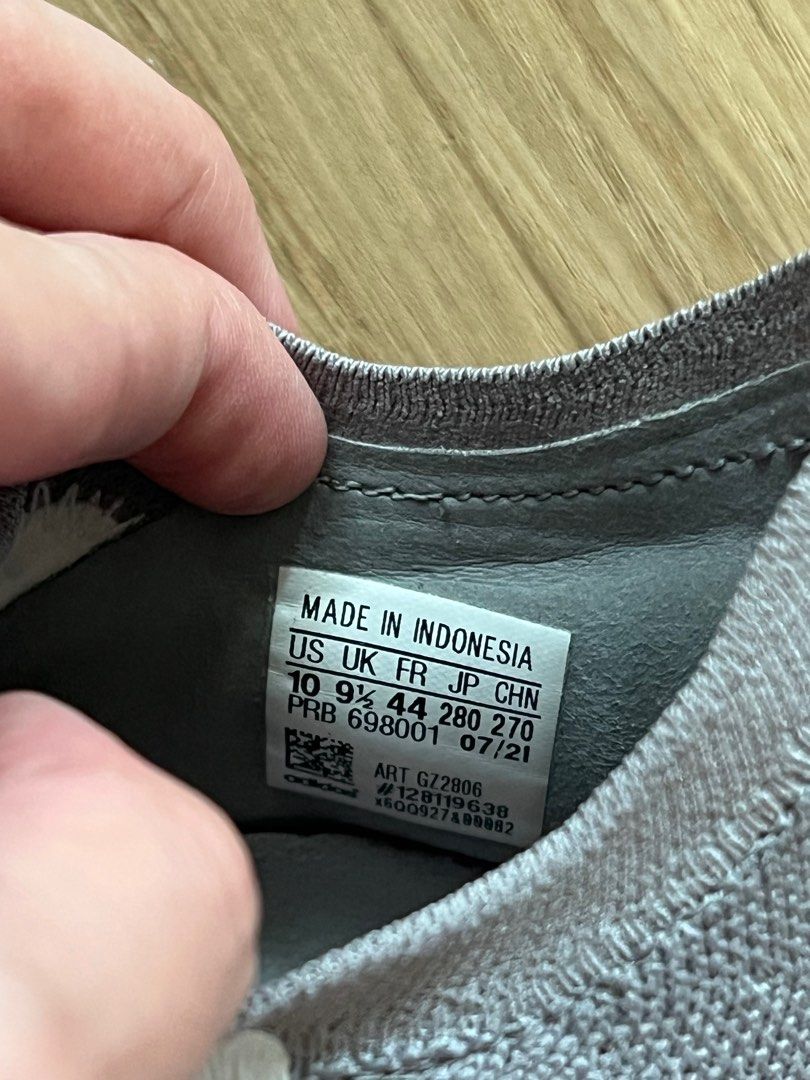 MADE IN INDONESIA
US UK FR JP CHN
10 9½ 44 280 270
PRB 698001 07/21
ART GZ2806
adidas #128119638